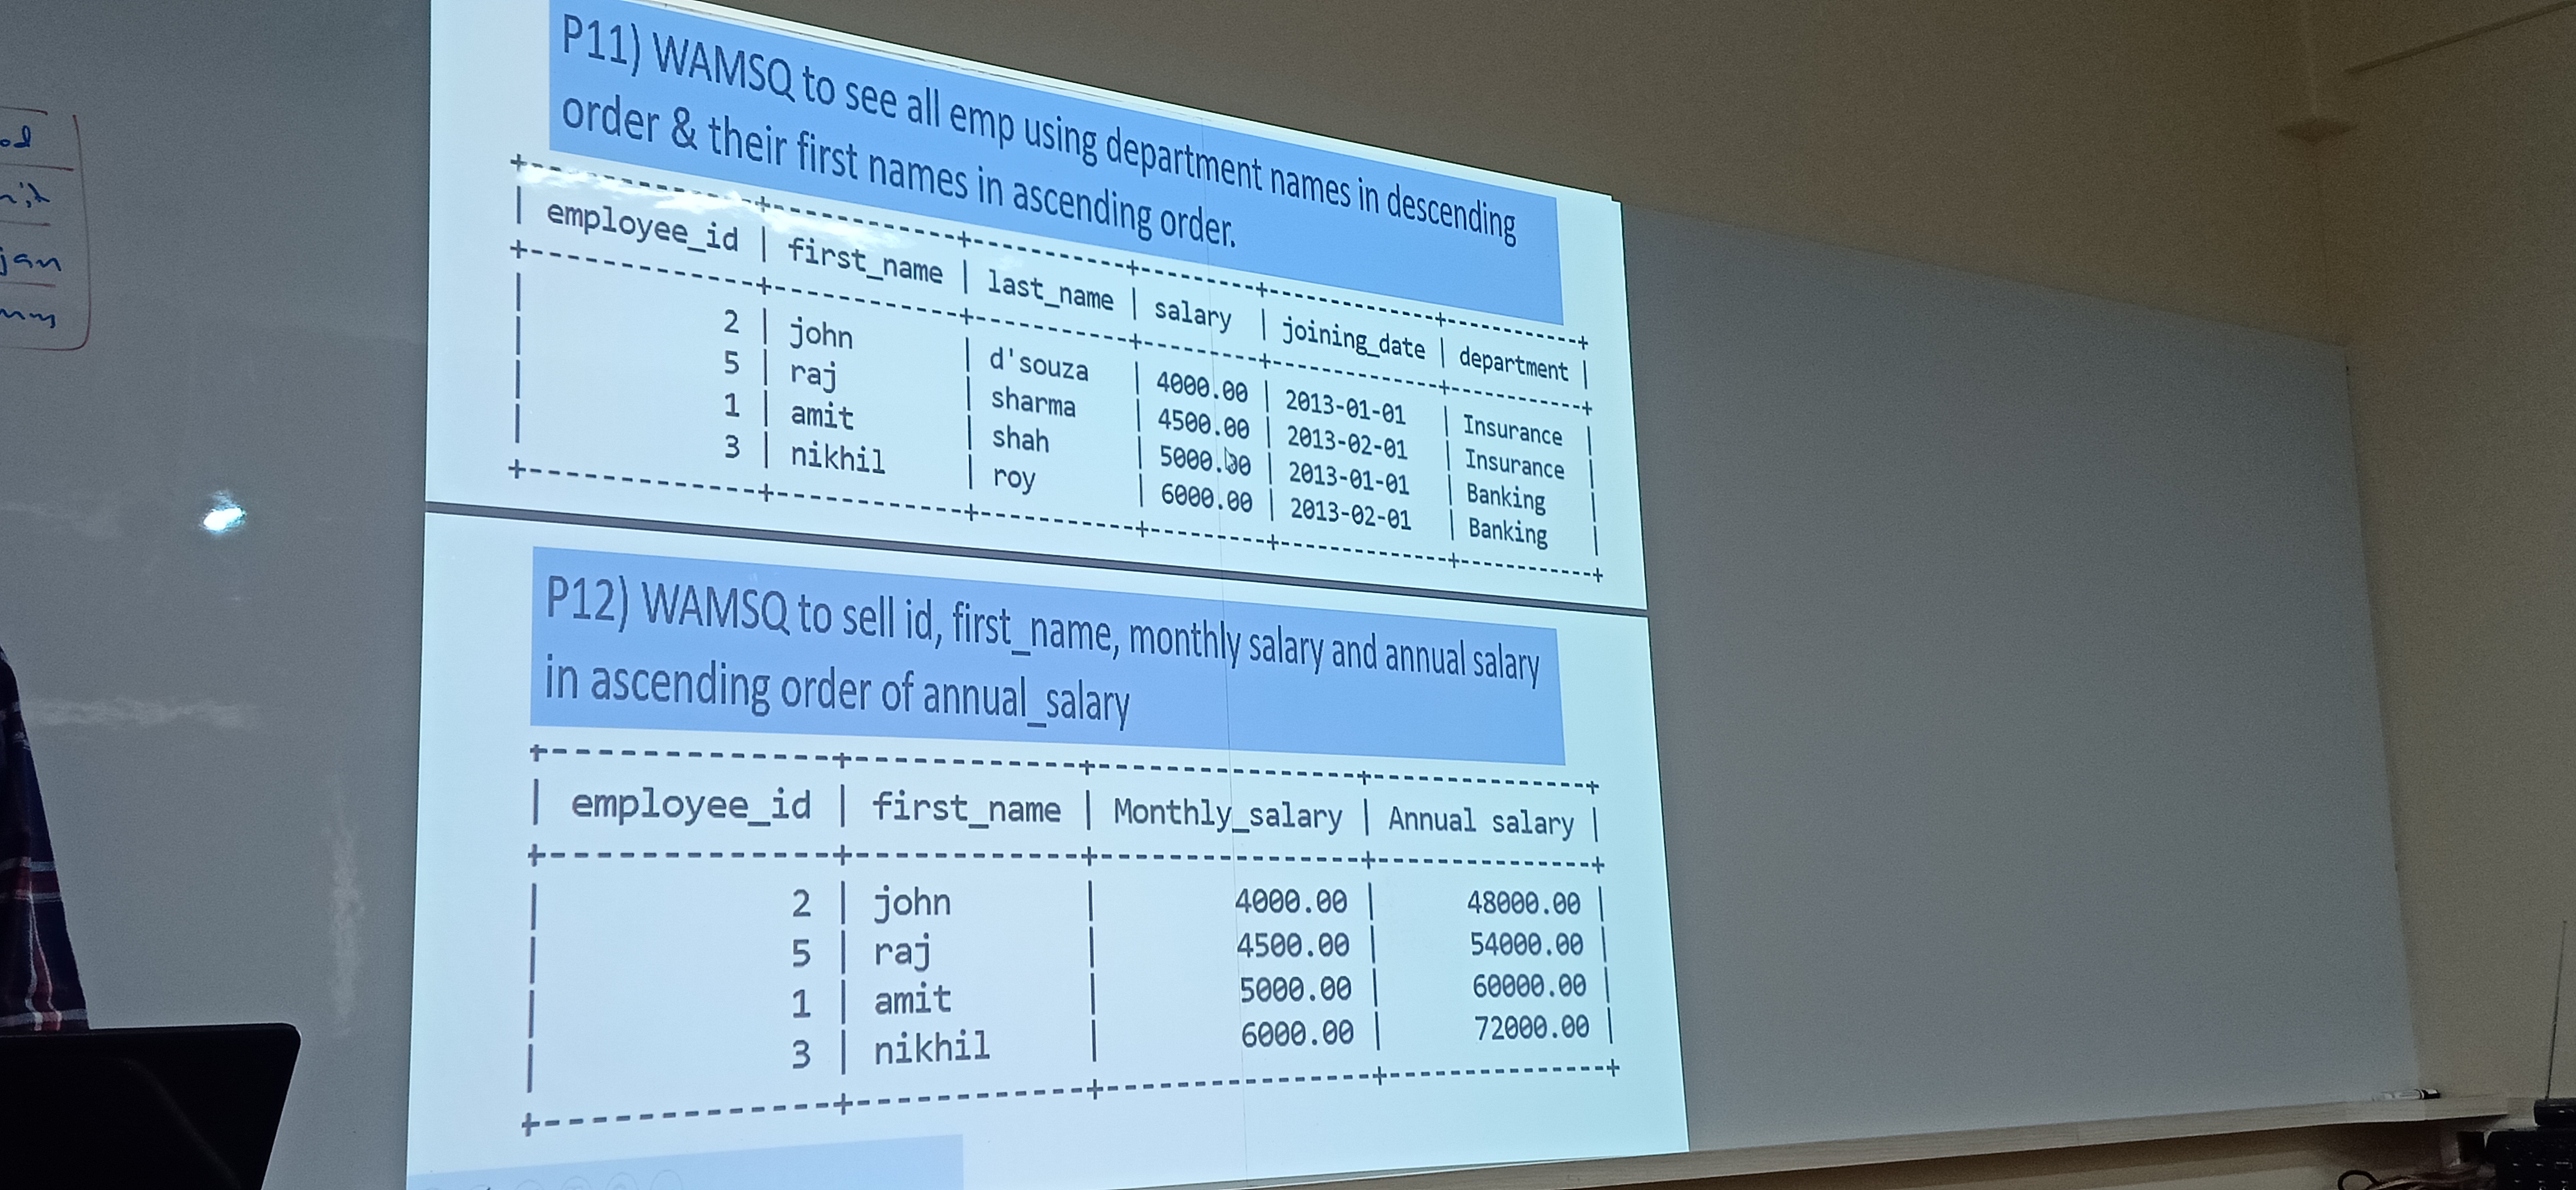 od
jan
P11) WAMSQ to see all emp using department names in descending
order & their first names in ascending order.
+-------------+------------+-----------+---------+--------------+------------+
| employee_id | first_name | last_name | salary | joining_date | department |
+-------------+------------+-----------+---------+--------------+------------+
| 2 | john | d'souza | 4000.00 | 2013-01-01 | Insurance |
| 5 | raj | sharma | 4500.00 | 2013-02-01 | Insurance |
| 1 | amit | shah | 5000.00 | 2013-01-01 | Banking |
| 3 | nikhil | roy | 6000.00 | 2013-02-01 | Banking |
+-------------+------------+-----------+---------+--------------+------------+
P12) WAMSQ to sell id, first_name, monthly salary and annual salary
in ascending order of annual_salary
+-------------+------------+----------------+---------------+
| employee_id | first_name | Monthly_salary | Annual salary |
+-------------+------------+----------------+---------------+
| 2 | john | 4000.00 | 48000.00 |
| 5 | raj | 4500.00 | 54000.00 |
| 1 | amit | 5000.00 | 60000.00 |
| 3 | nikhil | 6000.00 | 72000.00 |
+-------------+------------+----------------+---------------+